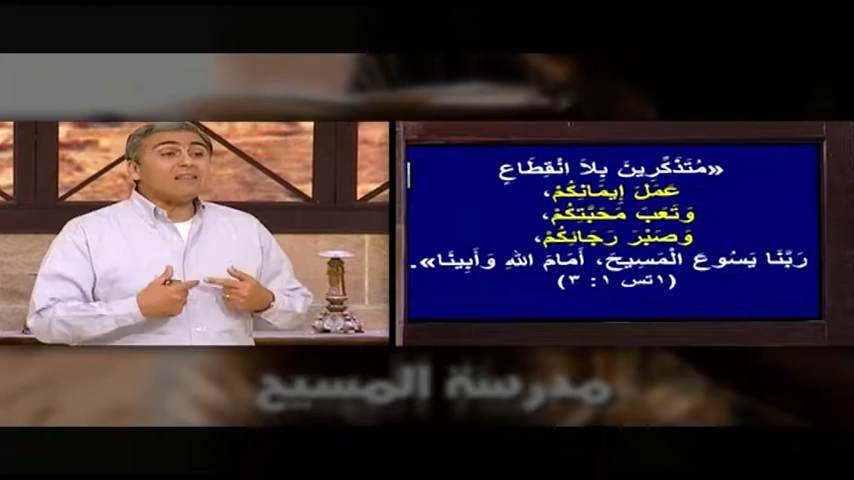 «مُتَذَكِّرِينَ بِلاَ انْقِطَاعٍ
عَمَلَ إِيمَانِكُمْ،
وَتَعَبَ مَحَبَّتِكُمْ،
وَصَبْرَ رَجَائِكُمْ،
رَبَّنَا يَسُوعَ الْمَسِيحَ، أَمَامَ اللهِ وَأَبِينَا».
(١تس ١: ٣)
مدرسة المسيح